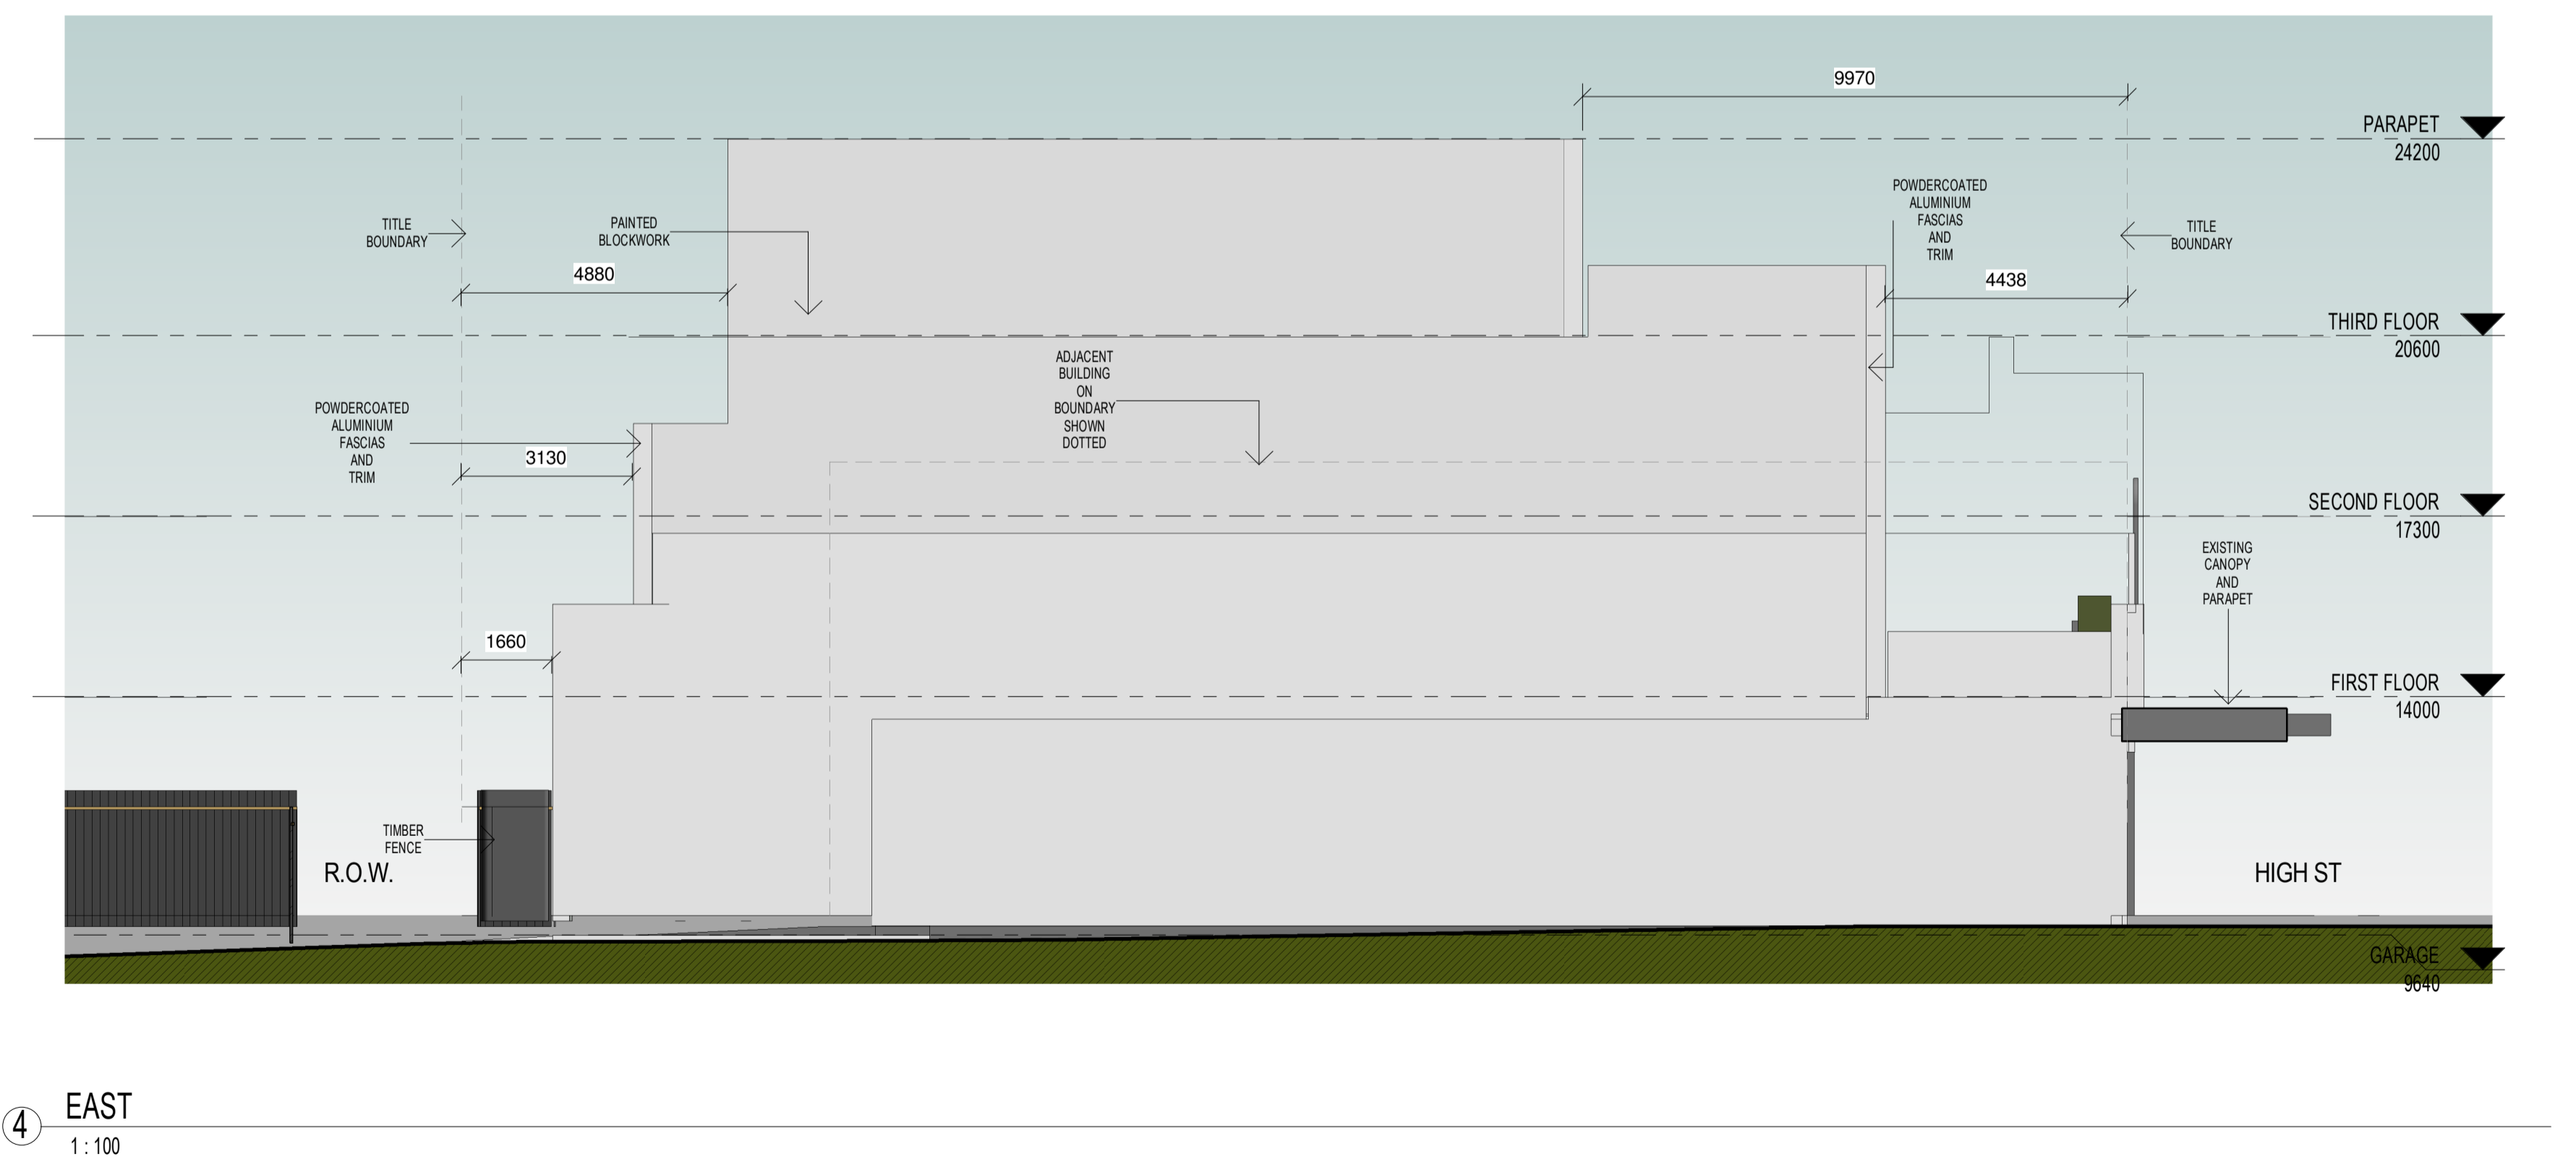 9970
PARAPET
24200
POWDERCOATED
ALUMINIUM
FASCIAS
AND
TRIM
TITLE
BOUNDARY
PAINTED
BLOCKWORK
TITLE
BOUNDARY
4880
4438
THIRD FLOOR
20600
ADJACENT
BUILDING
ON
BOUNDARY
SHOWN
DOTTED
POWDERCOATED
ALUMINIUM
FASCIAS
AND
TRIM
3130
SECOND FLOOR
17300
EXISTING
CANOPY
AND
PARAPET
1660
FIRST FLOOR
14000
TIMBER
FENCE
R.O.W.
HIGH ST
GARAGE
9640
4
EAST
1 : 100